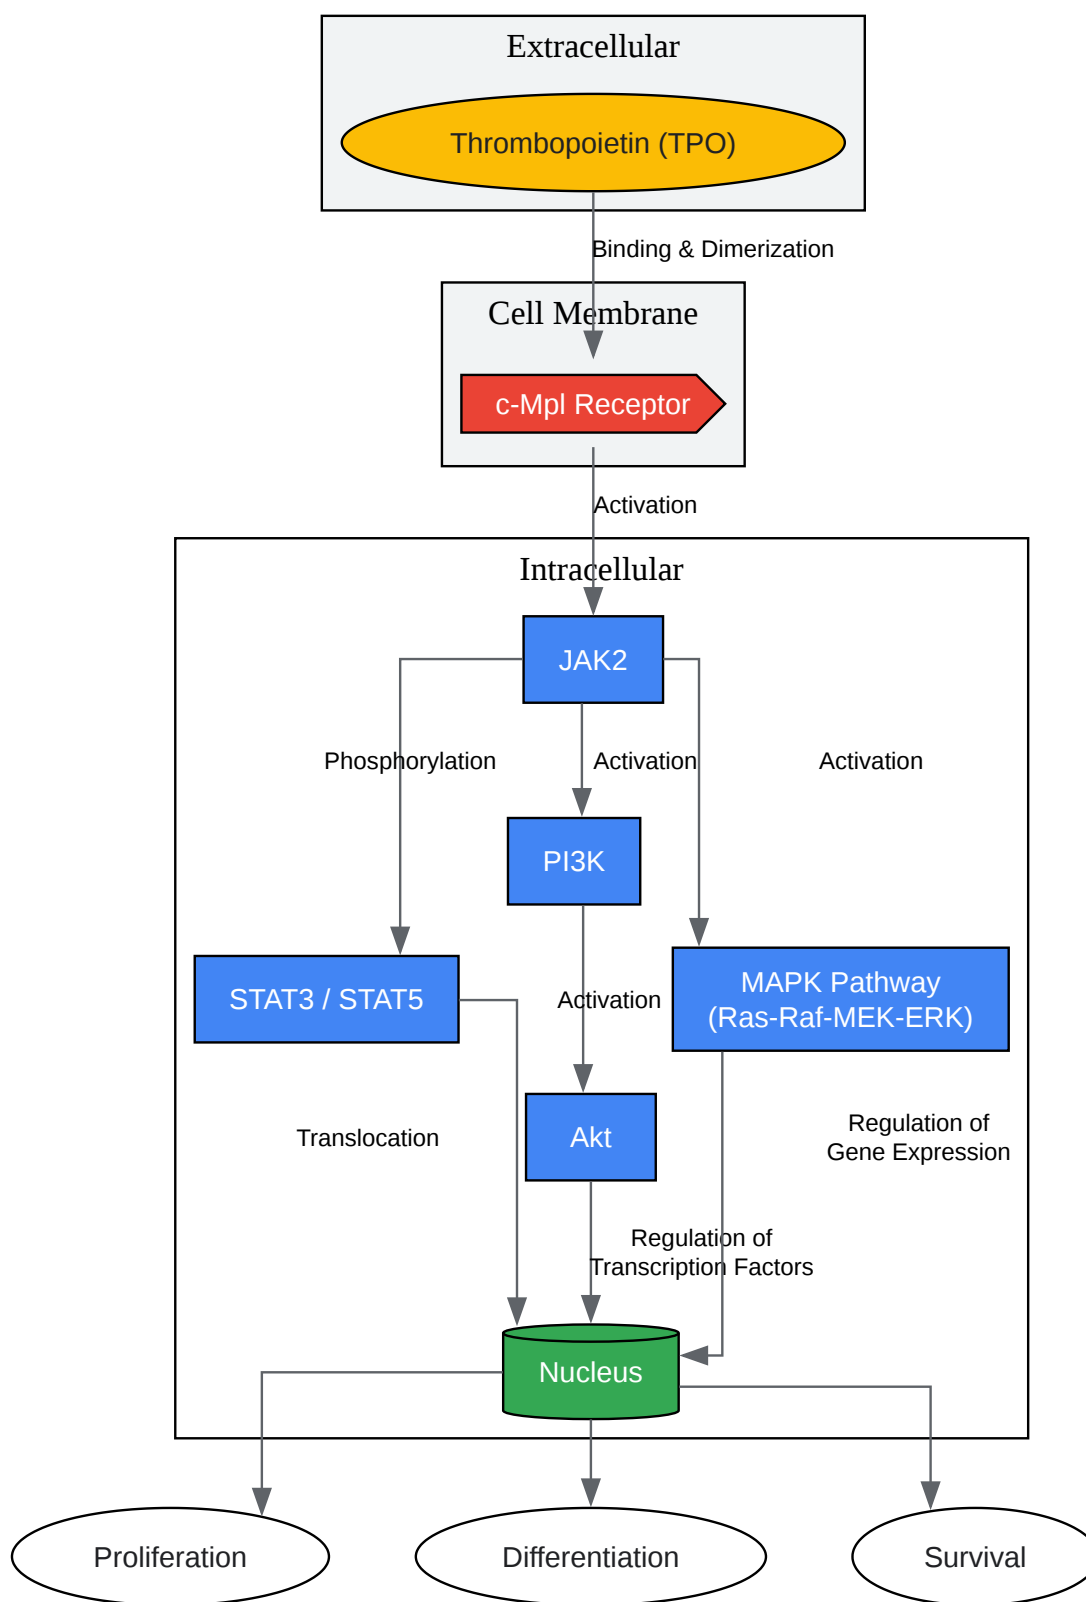 Extracellular
Thrombopoietin (TPO)
Binding & Dimerization
Cell Membrane
c-Mpl Receptor
Activation
Intracellular
JAK2
Phosphorylation
Activation
Activation
PI3K
STAT3 / STAT5
Activation
MAPK Pathway
(Ras-Raf-MEK-ERK)
Translocation
Akt
Regulation of
Gene Expression
Regulation of
Transcription Factors
Nucleus
Proliferation
Differentiation
Survival